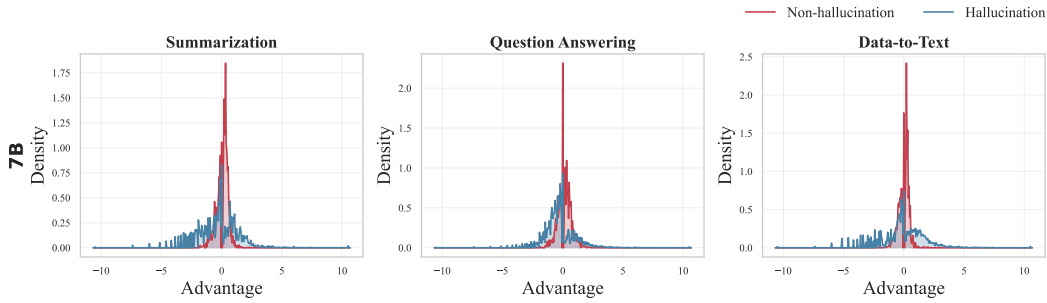 Non-hallucination Hallucination
Summarization Question Answering Data-to-Text
7B
Density
1.75
1.50
1.25
1.00
0.75
0.50
0.25
0.00
−10 −5 0 5 10
Advantage
Density
2.0
1.5
1.0
0.5
0.0
−10 −5 0 5 10
Advantage
Density
2.5
2.0
1.5
1.0
0.5
0.0
−10 −5 0 5 10
Advantage